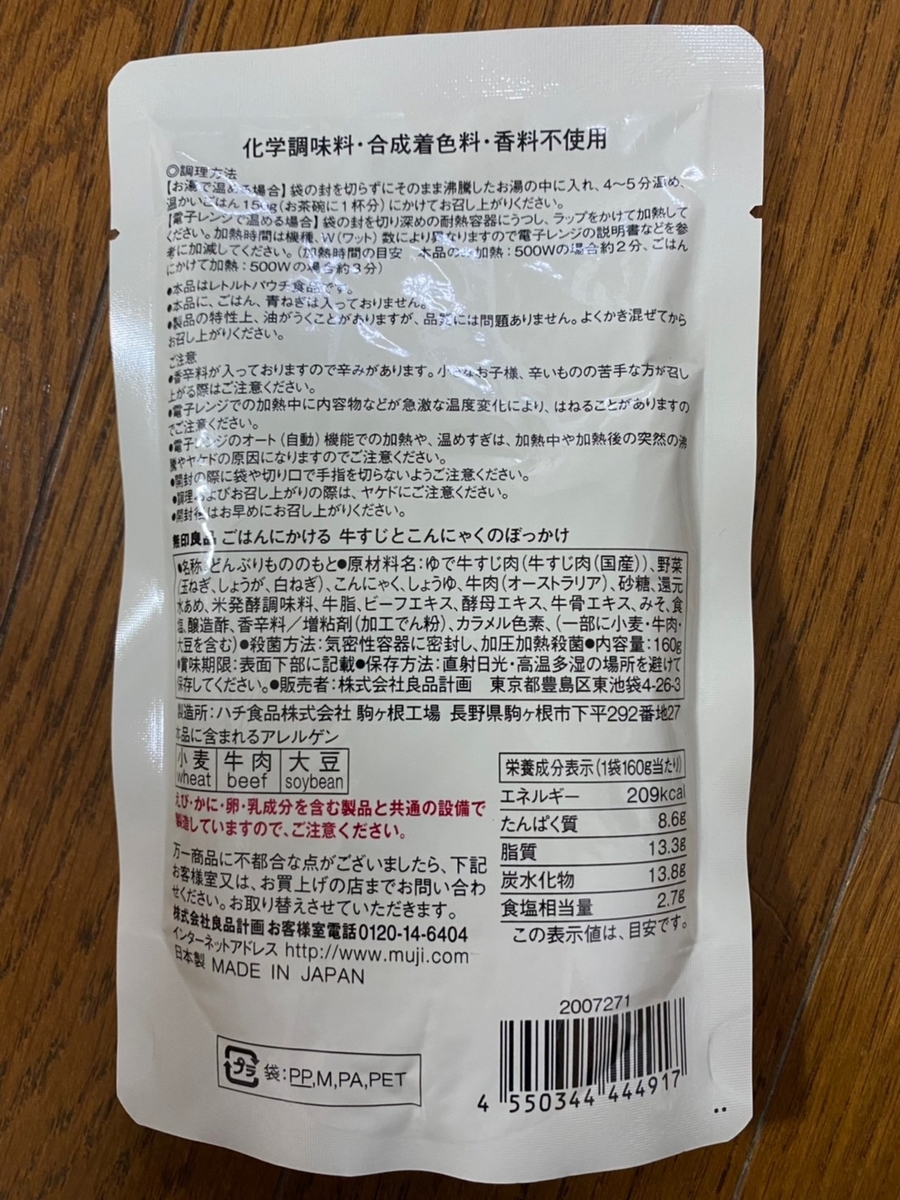 化学調味料・合成着色料・香料不使用
◎調理方法
【お湯で温める場合】袋の封を切らずにそのまま沸騰したお湯の中に入れ、4〜5分温め、
温かいごはん150g(お茶碗に1杯分)にかけてお召し上がりください。
【電子レンジで温める場合】袋の封を切り深めの耐熱容器にうつし、ラップをかけて加熱して
ください。加熱時間は機種、W(ワット)数により異なりますので電子レンジの説明書などを参
考に加減してください。(加熱時間の目安 本品のみ加熱:500Wの場合約2分、ごはん
にかけて加熱:500Wの場合約3分)
●本品はレトルトパウチ食品です。
●本品に、ごはん、青ねぎは入っておりません。
●製品の特性上、油がうくことがありますが、品質には問題ありません。よくかき混ぜてから
お召し上がりください。
ご注意
●香辛料が入っておりますので辛みがあります。小さなお子様、辛いものの苦手な方が召し
上がる際はご注意ください。
●電子レンジでの加熱中に内容物などが急激な温度変化により、はねることがありますの
でご注意ください。
●電子レンジのオート(自動)機能での加熱や、温めすぎは、加熱中や加熱後の突然の沸
騰やヤケドの原因になりますのでご注意ください。
●開封の際に袋や切り口で手指を切らないようご注意ください。
●調理およびお召し上がりの際は、ヤケドにご注意ください。
●開封後はお早めにお召し上がりください。
無印良品 ごはんにかける 牛すじとこんにゃくのぼっかけ
●名称:どんぶりもののもと●原材料名:ゆで牛すじ肉(牛すじ肉(国産))、野菜
(玉ねぎ、しょうが、白ねぎ)、こんにゃく、しょうゆ、牛肉(オーストラリア)、砂糖、還元
水あめ、米発酵調味料、牛脂、ビーフエキス、酵母エキス、牛骨エキス、みそ、食
塩、醸造酢、香辛料/増粘剤(加工でん粉)、カラメル色素、(一部に小麦・牛肉・
大豆を含む)●殺菌方法:気密性容器に密封し、加圧加熱殺菌●内容量:160g
●賞味期限:表面下部に記載●保存方法:直射日光・高温多湿の場所を避けて
保存してください。●販売者:株式会社良品計画 東京都豊島区東池袋4-26-3
製造所:ハチ食品株式会社 駒ヶ根工場 長野県駒ヶ根市下平292番地27
本品に含まれるアレルゲン
小麦 牛肉 大豆
wheat beef soybean
えび・かに・卵・乳成分を含む製品と共通の設備で
製造していますので、ご注意ください。
万一商品に不都合な点がございましたら、下記
お客様室又は、お買上げの店までお問い合わ
せください。お取り替えさせていただきます。
株式会社良品計画 お客様室電話0120-14-6404
インターネットアドレス http://www.muji.com
日本製 MADE IN JAPAN
栄養成分表示(1袋160g当たり)
エネルギー 209kcal
たんぱく質 8.6g
脂質 13.3g
炭水化物 13.8g
食塩相当量 2.7g
この表示値は、目安です。
プラ 袋:PP,M,PA,PET
2007271
4 550344 444917